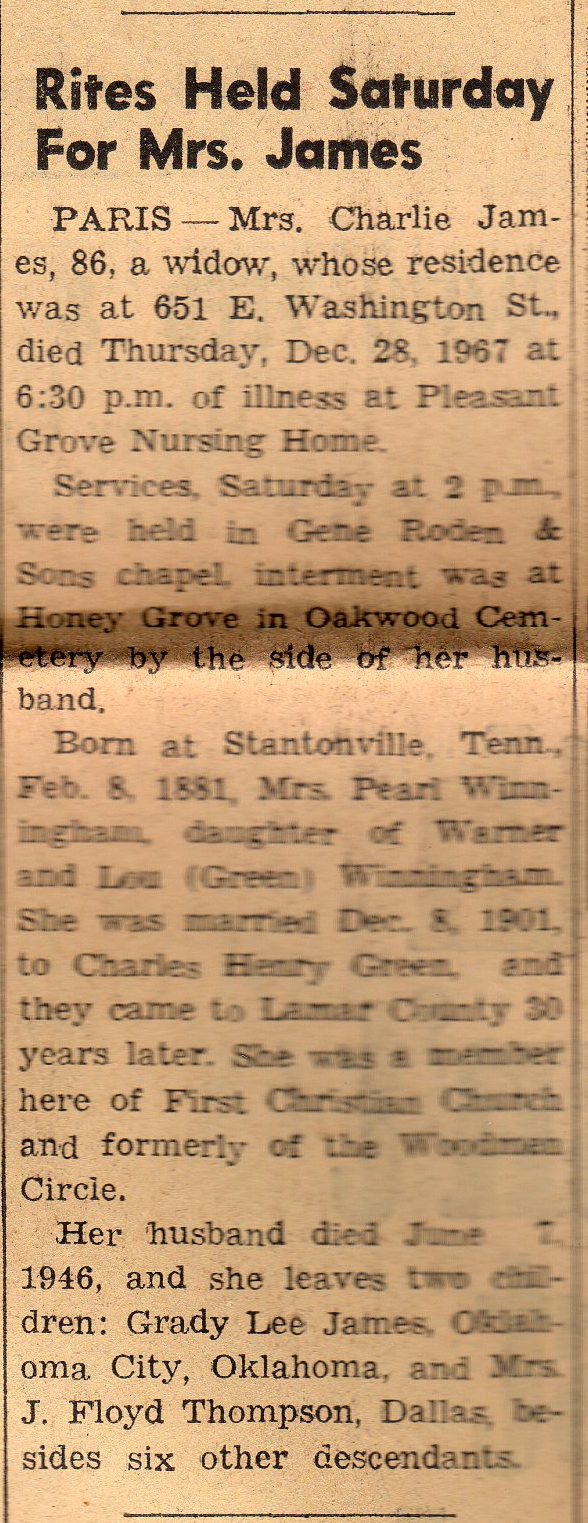 Rites Held Saturday
For Mrs. James
PARIS — Mrs. Charlie Jam-
es, 86, a widow, whose residence
was at 651 E. Washington St.,
died Thursday, Dec. 28, 1967 at
6:30 p.m. of illness at Pleasant
Grove Nursing Home.
Services, Saturday at 2 p.m.,
were held in Gene Roden &
Sons chapel, interment was at
Honey Grove in Oakwood Cem-
etery by the side of her hus-
band.
Born at Stantonville, Tenn.,
Feb. 8, 1881, Mrs. Pearl Winn-
ingham, daughter of Warner
and Lou (Green) Winningham.
She was married Dec. 8, 1901,
to Charles Henry Green, and
they came to Lamar County 30
years later. She was a member
here of First Christian Church
and formerly of the Woodmen
Circle.
Her husband died June 7,
1946, and she leaves two chil-
dren: Grady Lee James, Oklah-
oma City, Oklahoma, and Mrs.
J. Floyd Thompson, Dallas, be-
sides six other descendants.